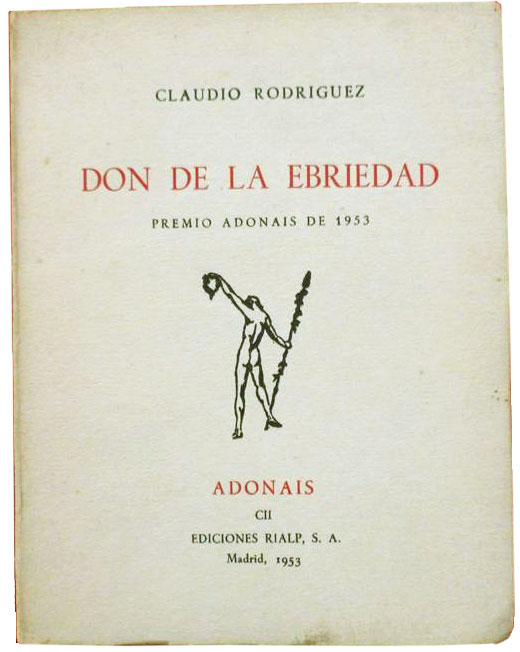 CLAUDIO RODRIGUEZ
DON DE LA EBRIEDAD
PREMIO ADONAIS DE 1953
ADONAIS
CII
EDICIONES RIALP, S. A.
Madrid, 1953